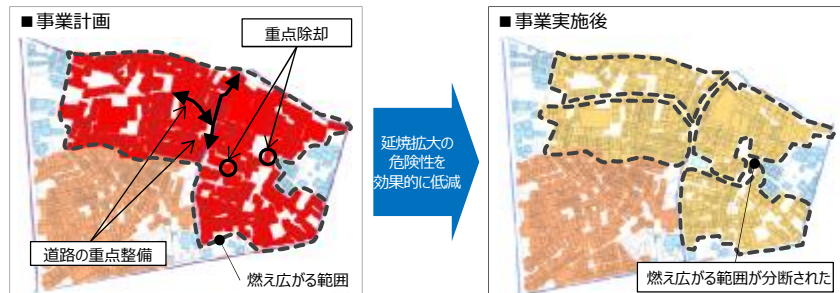 ■事業計画
重点除却
道路の重点整備
燃え広がる範囲
延焼拡大の
危険性を
効果的に低減
■事業実施後
燃え広がる範囲が分断された